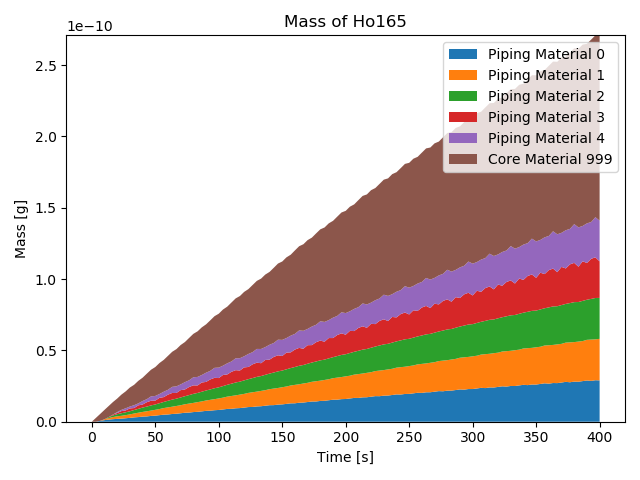 Mass of Ho165
1e−10
Piping Material 0
Piping Material 1
Piping Material 2
Piping Material 3
Piping Material 4
Core Material 999
2.5
2.0
1.5
1.0
0.5
0.0
Mass [g]
0 50 100 150 200 250 300 350 400
Time [s]